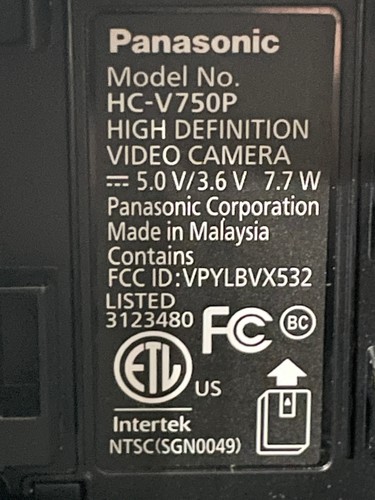 Panasonic
Model No.
HC-V750P
HIGH DEFINITION
VIDEO CAMERA
⎓ 5.0 V/3.6 V 7.7 W
Panasonic Corporation
Made in Malaysia
Contains
FCC ID:VPYLBVX532
LISTED
3123480
FC BC
ETL US
Intertek
NTSC(SGN0049)